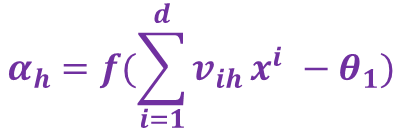 α_h = f(∑_{i=1}^{d} v_{ih} x^i − θ_1)